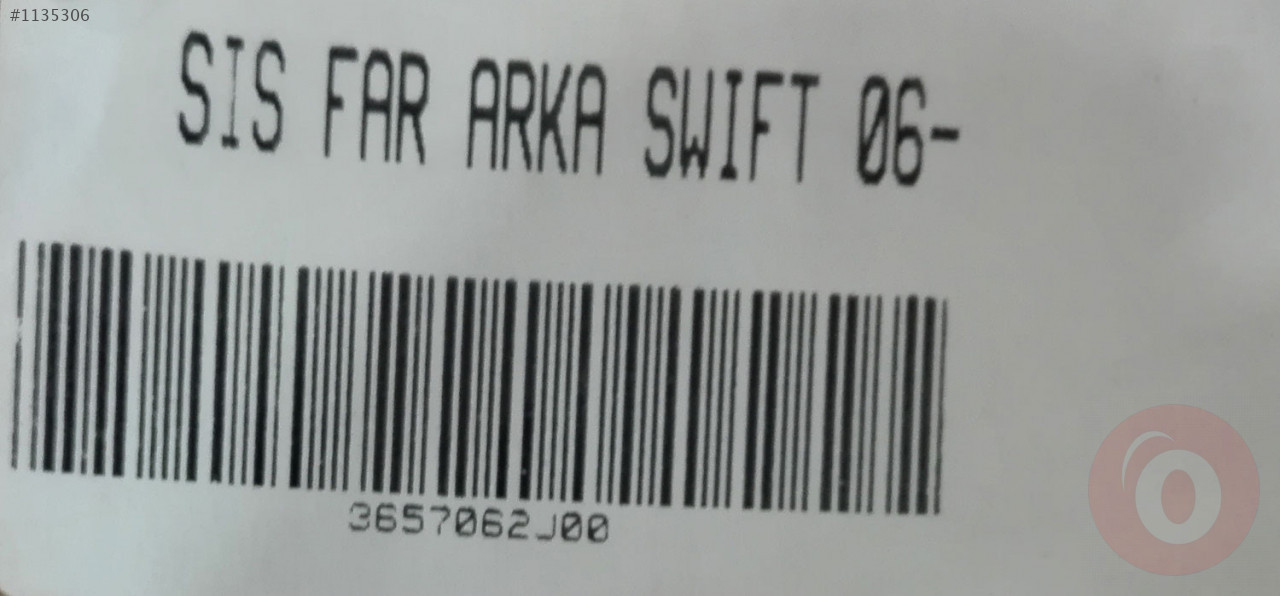 #1135306
SIS FAR ARKA SWIFT 06-
3657062J00